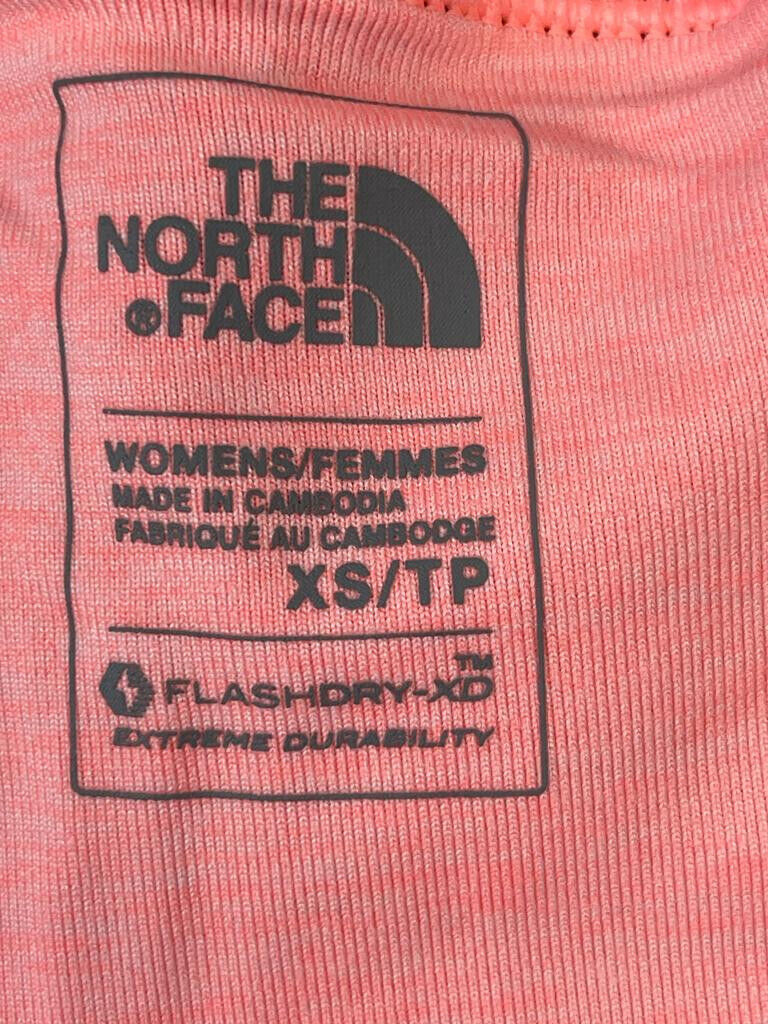 THE
NORTH
® FACE
WOMENS/FEMMES
MADE IN CAMBODIA
FABRIQUÉ AU CAMBODGE
XS/TP
FLASHDRY-XD™
EXTREME DURABILITY